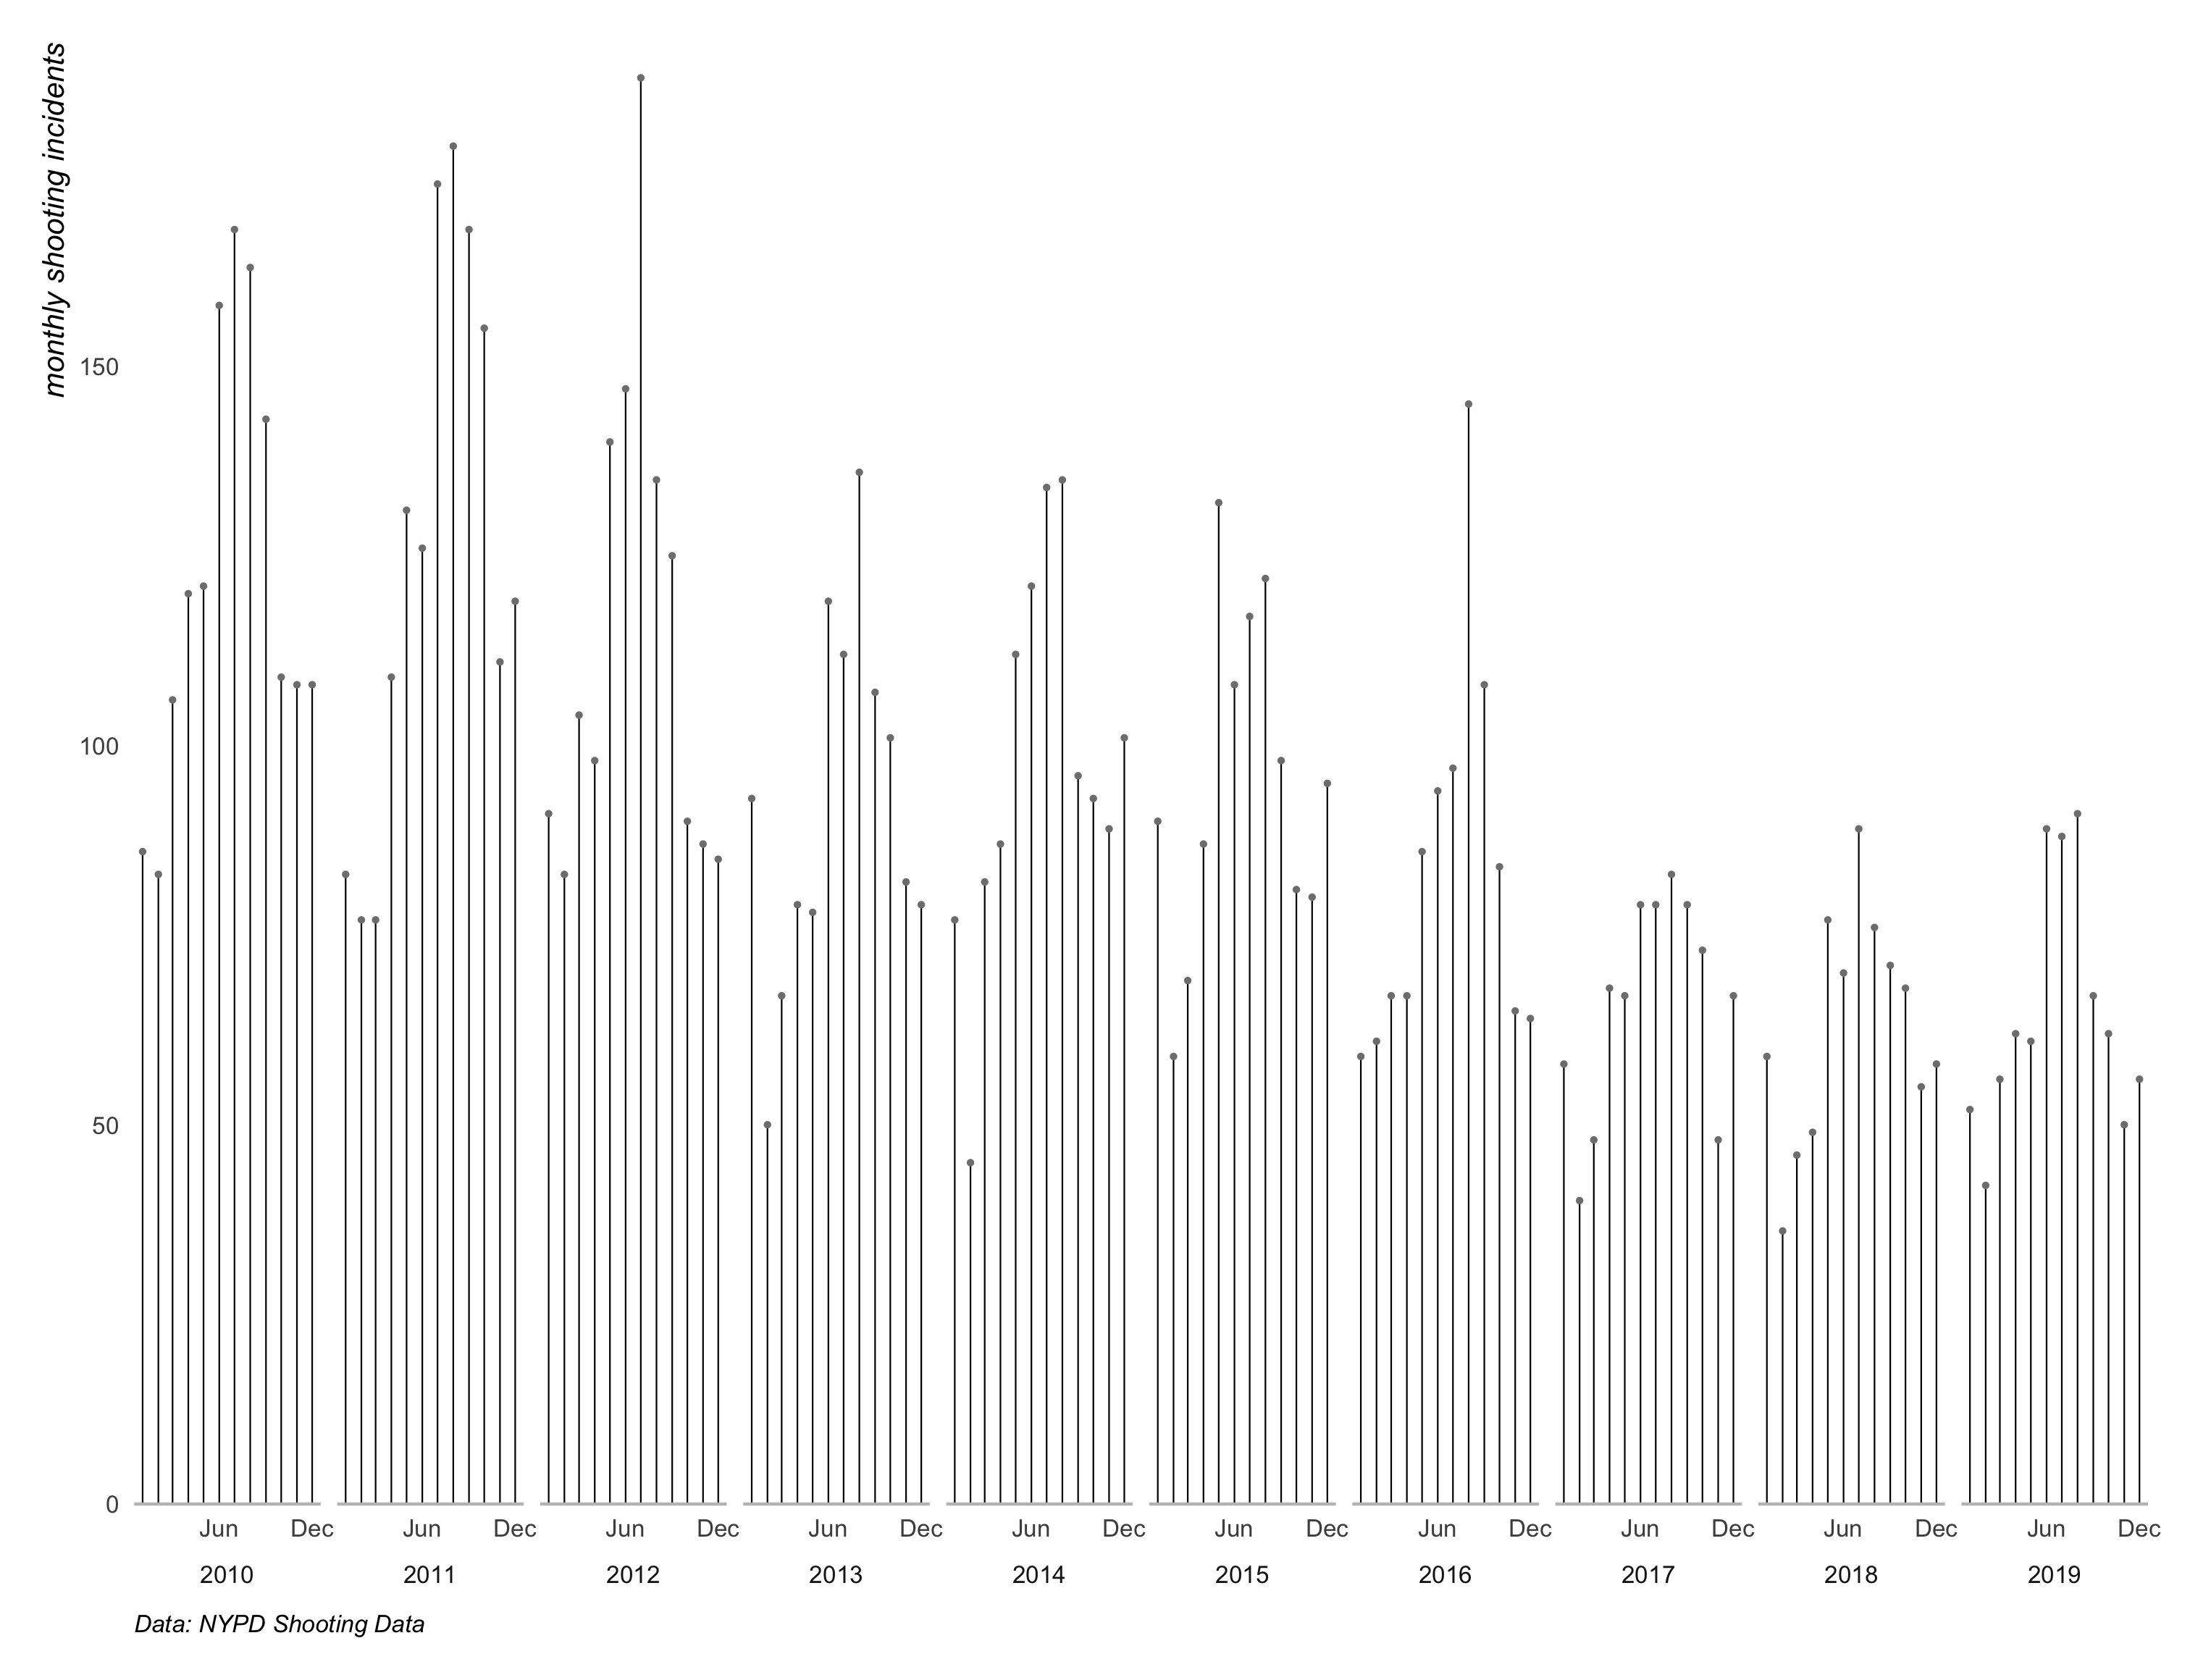 monthly shooting incidents
150
100
50
0
Jun Dec Jun Dec Jun Dec Jun Dec Jun Dec Jun Dec Jun Dec Jun Dec Jun Dec Jun Dec
2010 2011 2012 2013 2014 2015 2016 2017 2018 2019
Data: NYPD Shooting Data